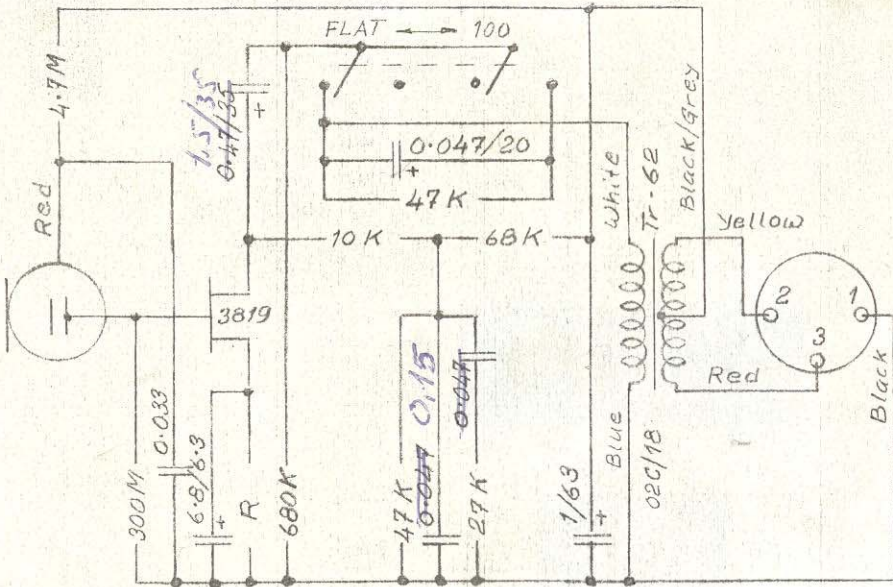 FLAT ←→ 100
4.7M
1.5/35
0.47/35
+
Red
0.047/20
+
47K
White
Tr-62
Black/Grey
Yellow
10K
68K
3819
2
1
3
Red
Black
0.033
300M
6.8/6.3
+
R
680K
47K
0.047
0,15
0.047
27K
1/63
+
Blue
02C/18